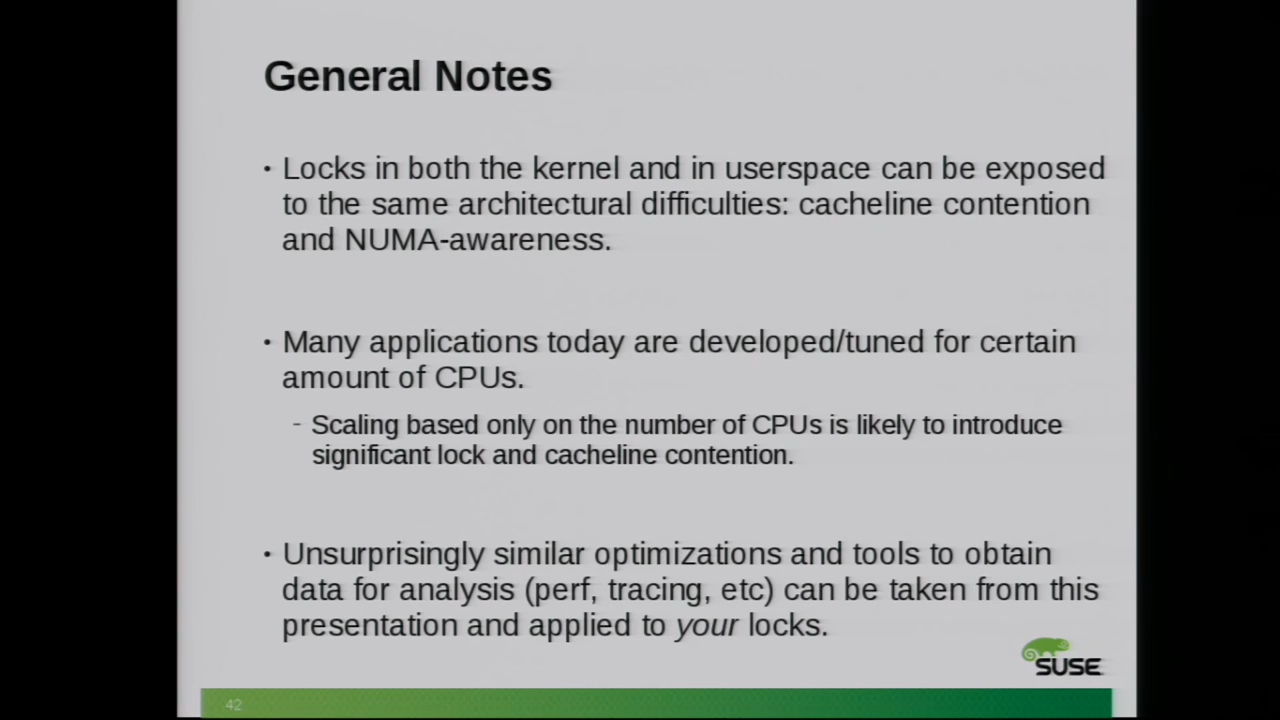 General Notes
• Locks in both the kernel and in userspace can be exposed
to the same architectural difficulties: cacheline contention
and NUMA-awareness.
• Many applications today are developed/tuned for certain
amount of CPUs.
- Scaling based only on the number of CPUs is likely to introduce
significant lock and cacheline contention.
• Unsurprisingly similar optimizations and tools to obtain
data for analysis (perf, tracing, etc) can be taken from this
presentation and applied to your locks.
SUSE
42